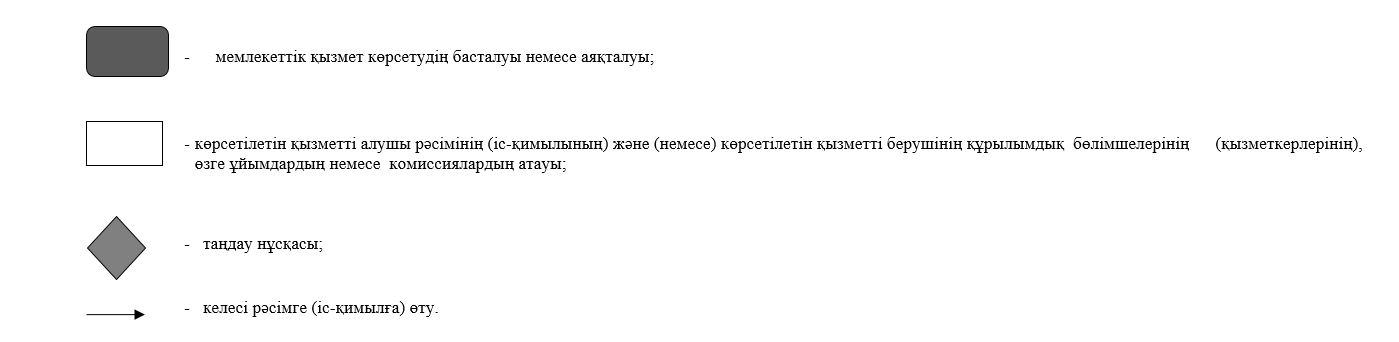 - мемлекеттік қызмет көрсетудің басталуы немесе аяқталуы;
- көрсетілетін қызметті алушы рәсімінің (іс-қимылының) және (немесе) көрсетілетін қызметті берушінің құрылымдық бөлімшелерінің (қызметкерлерінің),
өзге ұйымдардың немесе комиссиялардың атауы;
- таңдау нұсқасы;
- келесі рәсімге (іс-қимылға) өту.